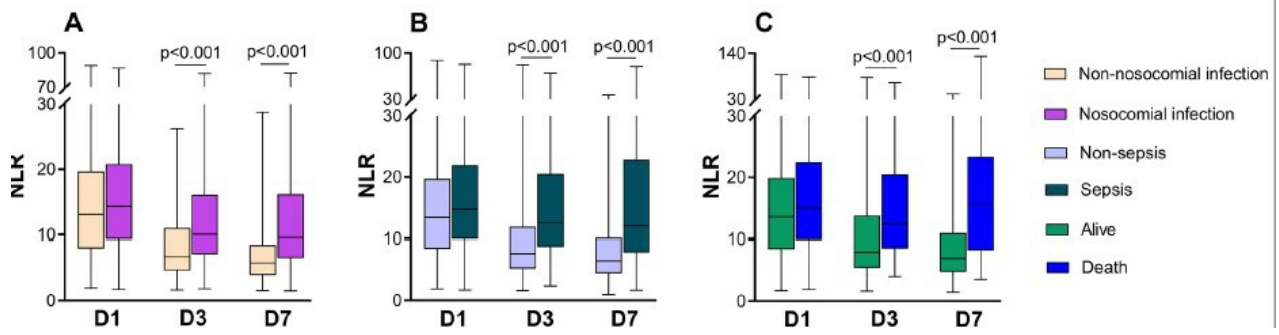 A
B
C
p<0.001
p<0.001
p<0.001
p<0.001
p<0.001
p<0.001
100
70
30
20
10
0
NLR
D1
D3
D7
100
30
30
20
10
0
NLR
D1
D3
D7
140
30
30
20
10
0
NLR
D1
D3
D7
Non-nosocomial infection
Nosocomial infection
Non-sepsis
Sepsis
Alive
Death